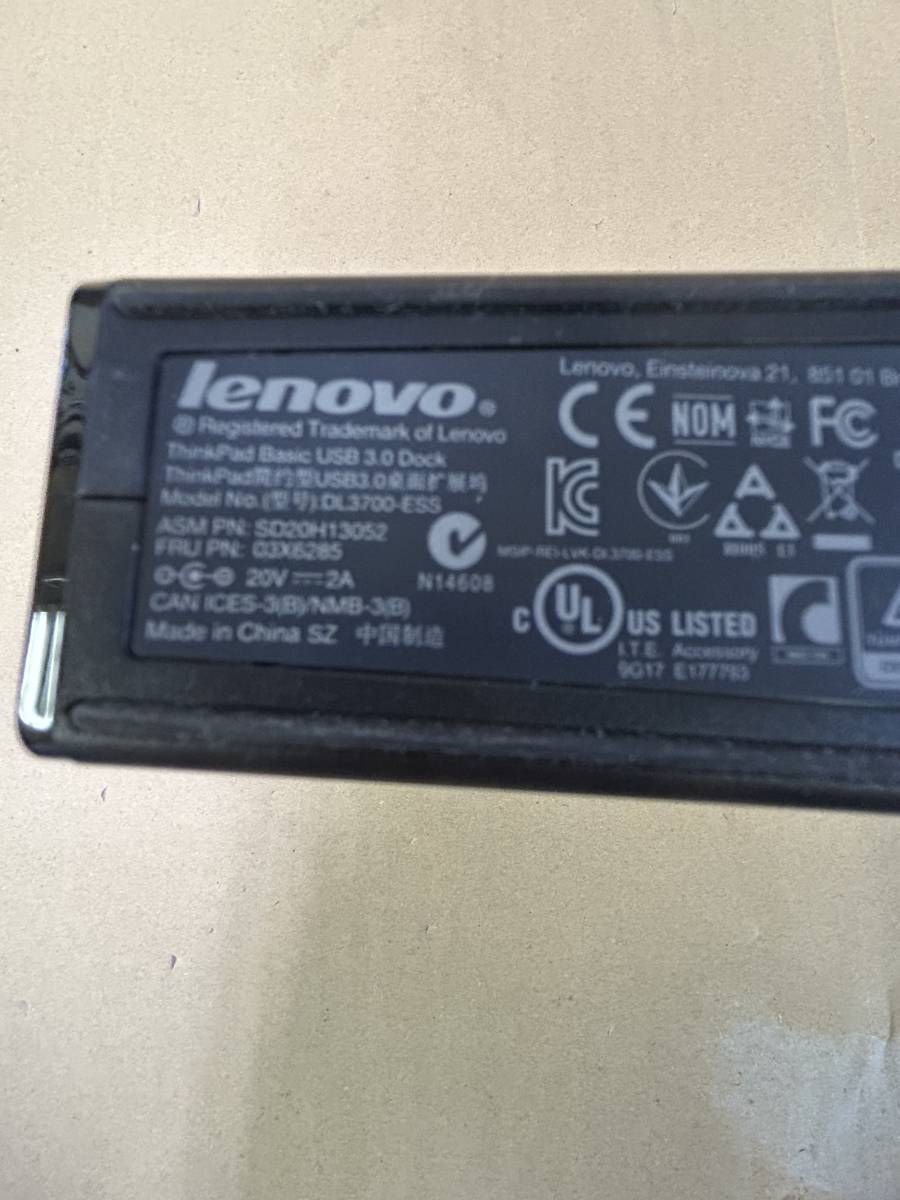 lenovo®
® Registered Trademark of Lenovo
ThinkPad Basic USB 3.0 Dock
ThinkPad简约型USB3.0桌面扩展坞
Model No.(型号):DL3700-ESS
ASM PN: SD20H13052
FRU PN: 03X6285
20V 2A
CAN ICES-3(B)/NMB-3(B)
Made in China SZ 中国制造
N14608
Lenovo, Einsteinova 21, 851 01
CE NOM FC
KC
MSIP-REI-LVK-DL3700-ESS
C UL US LISTED
I.T.E. Accessory
9G17 E177783